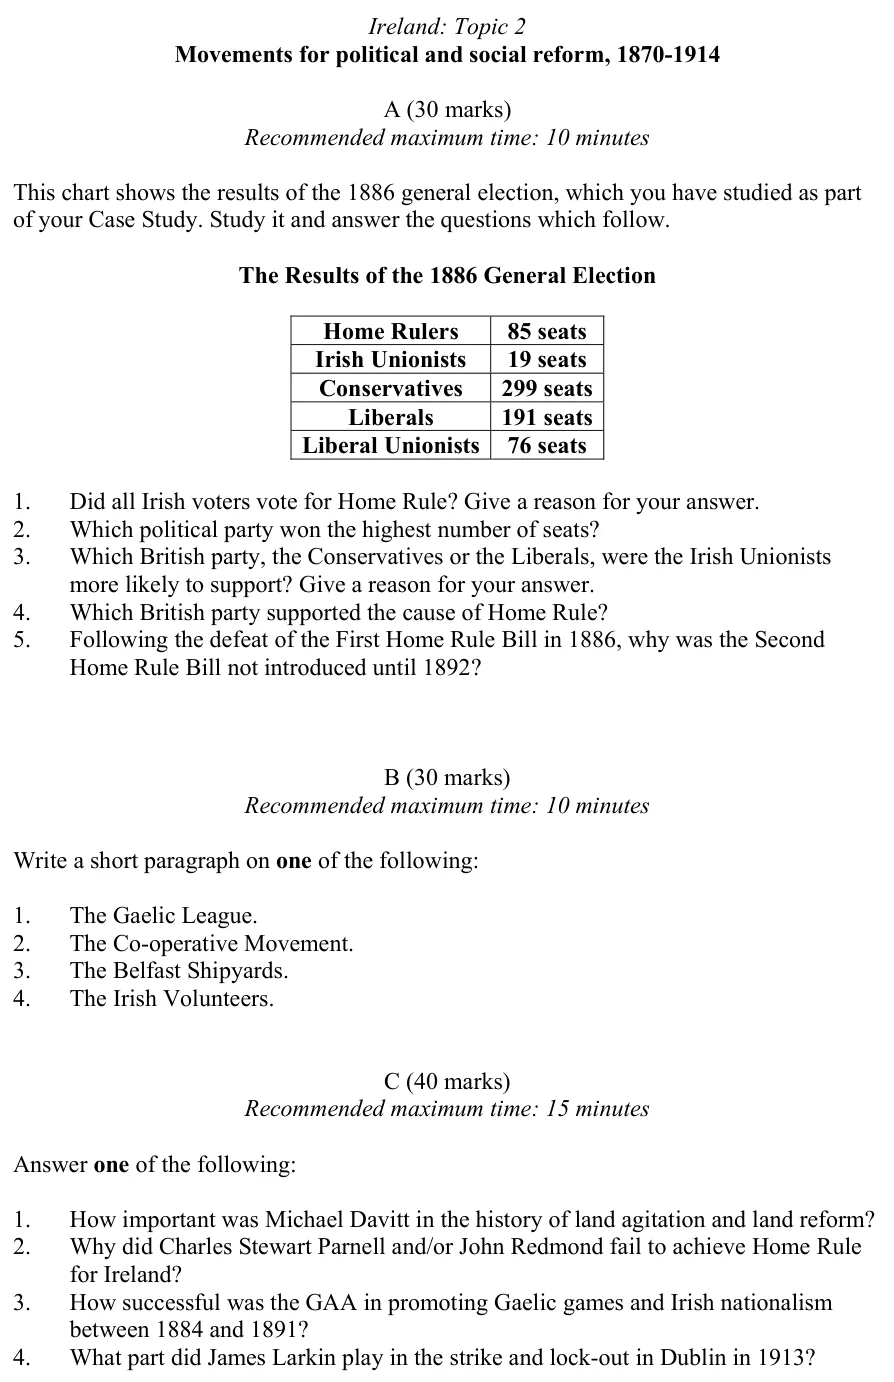 Ireland: Topic 2
Movements for political and social reform, 1870-1914
A (30 marks)
Recommended maximum time: 10 minutes
This chart shows the results of the 1886 general election, which you have studied as part
of your Case Study. Study it and answer the questions which follow.
The Results of the 1886 General Election
Home Rulers 85 seats
Irish Unionists 19 seats
Conservatives 299 seats
Liberals 191 seats
Liberal Unionists 76 seats
1. Did all Irish voters vote for Home Rule? Give a reason for your answer.
2. Which political party won the highest number of seats?
3. Which British party, the Conservatives or the Liberals, were the Irish Unionists
more likely to support? Give a reason for your answer.
4. Which British party supported the cause of Home Rule?
5. Following the defeat of the First Home Rule Bill in 1886, why was the Second
Home Rule Bill not introduced until 1892?
B (30 marks)
Recommended maximum time: 10 minutes
Write a short paragraph on one of the following:
1. The Gaelic League.
2. The Co-operative Movement.
3. The Belfast Shipyards.
4. The Irish Volunteers.
C (40 marks)
Recommended maximum time: 15 minutes
Answer one of the following:
1. How important was Michael Davitt in the history of land agitation and land reform?
2. Why did Charles Stewart Parnell and/or John Redmond fail to achieve Home Rule
for Ireland?
3. How successful was the GAA in promoting Gaelic games and Irish nationalism
between 1884 and 1891?
4. What part did James Larkin play in the strike and lock-out in Dublin in 1913?